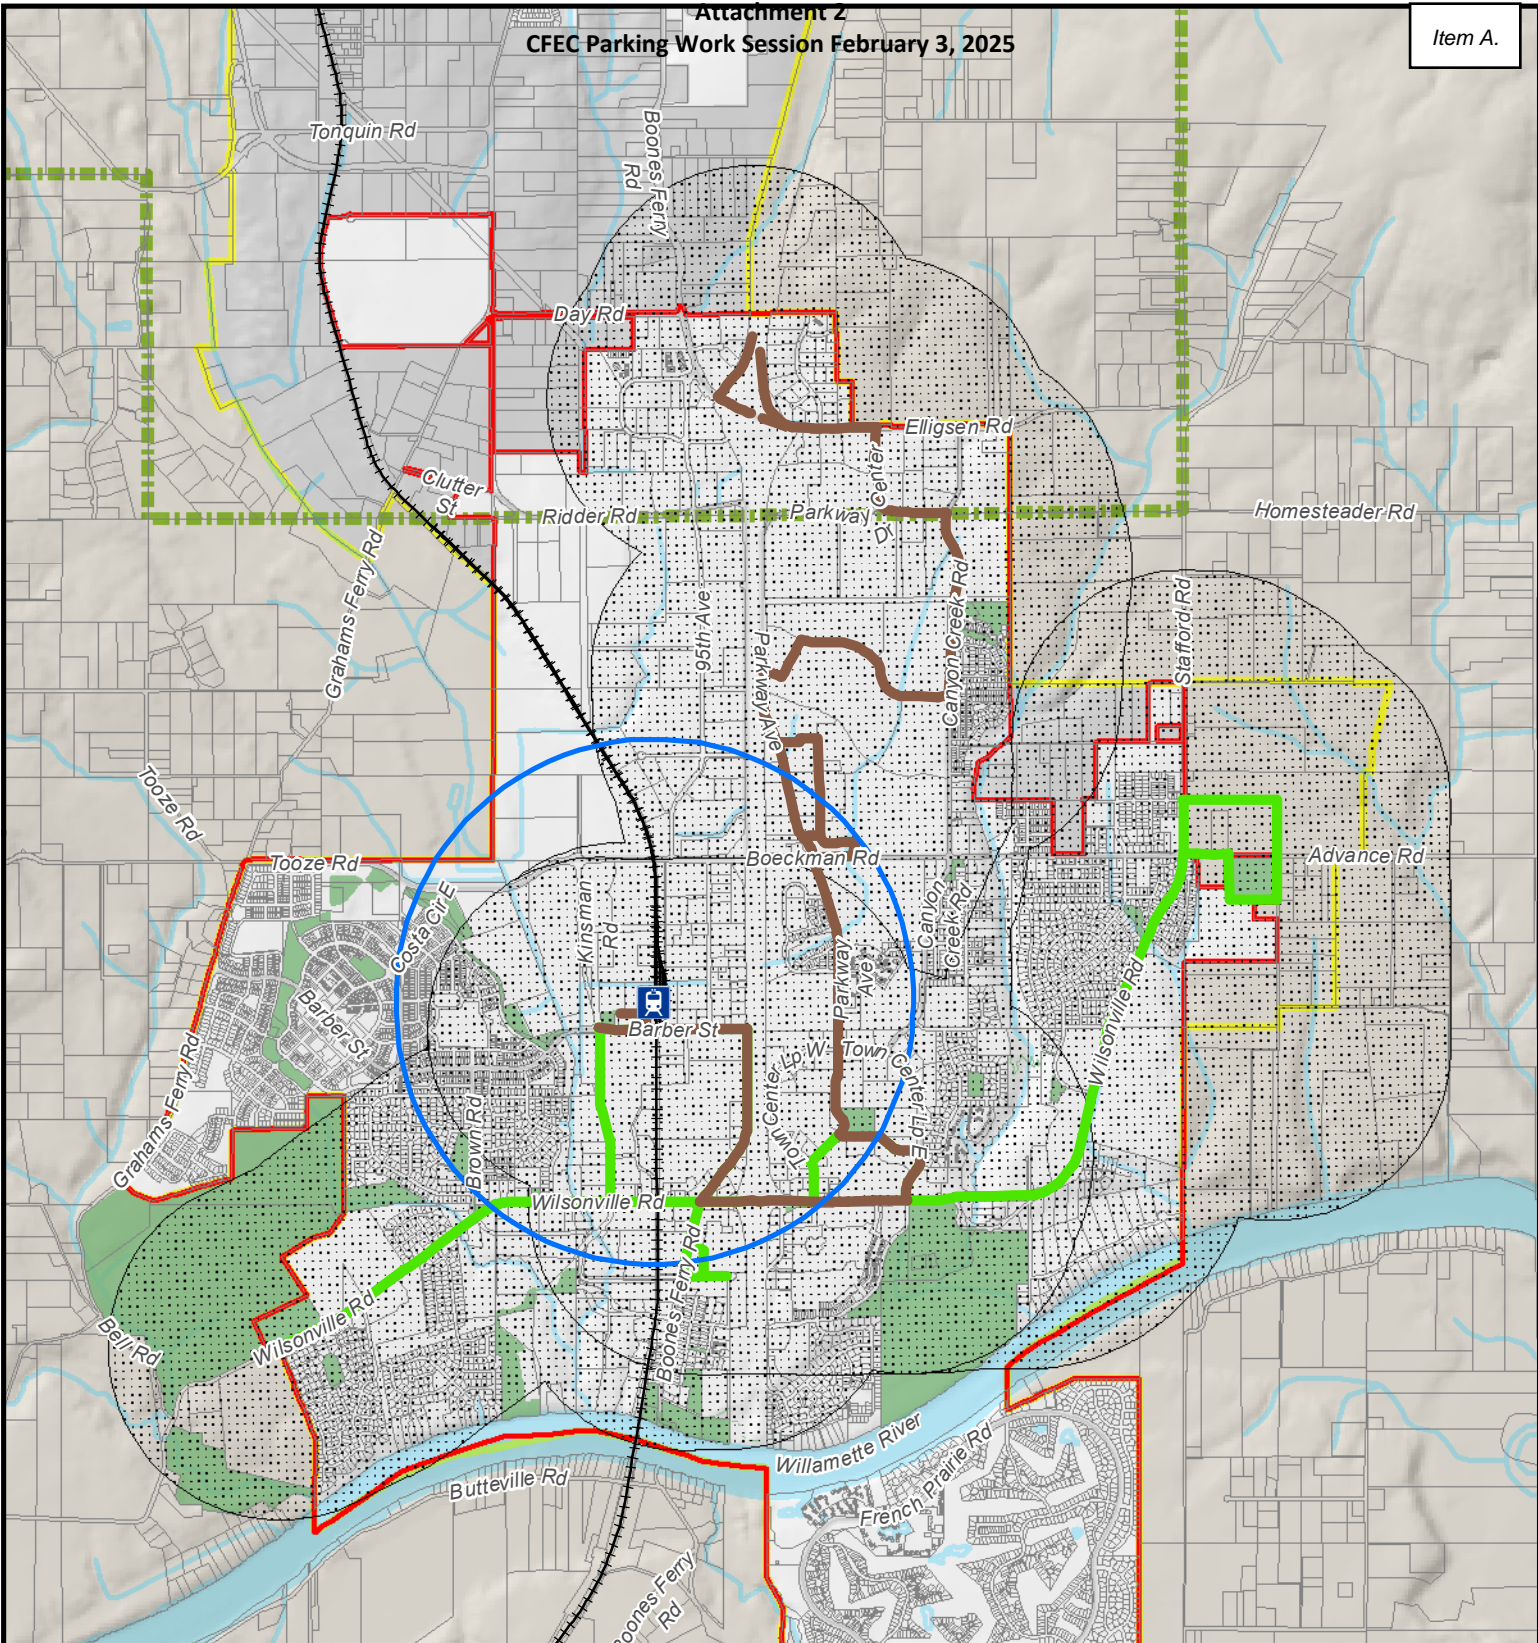 Attachment 2
CFEC Parking Work Session February 3, 2025
Item A.
Tonquin Rd
Boones Ferry
Rd
Day Rd
Elligsen Rd
Clutter
St
Ridder Rd
Parkway Center
Dr
Homesteader Rd
Grahams Ferry Rd
95th Ave
Parkway Ave
Canyon Creek Rd
Stafford Rd
Tooze Rd
Tooze Rd
Boeckman Rd
Advance Rd
Costa Cir E
Kinsman
Rd
Canyon
Creek Rd
Parkway
Ave
Barber St
Barber St
Wilsonville Rd
Town Center Lp W
Town Center Lp E
Grahams Ferry Rd
Brown Rd
Wilsonville Rd
Boones Ferry Rd
Wilsonville Rd
Bell Rd
Willamette River
French Prairie Rd
Butteville Rd
Boones Ferry
Rd